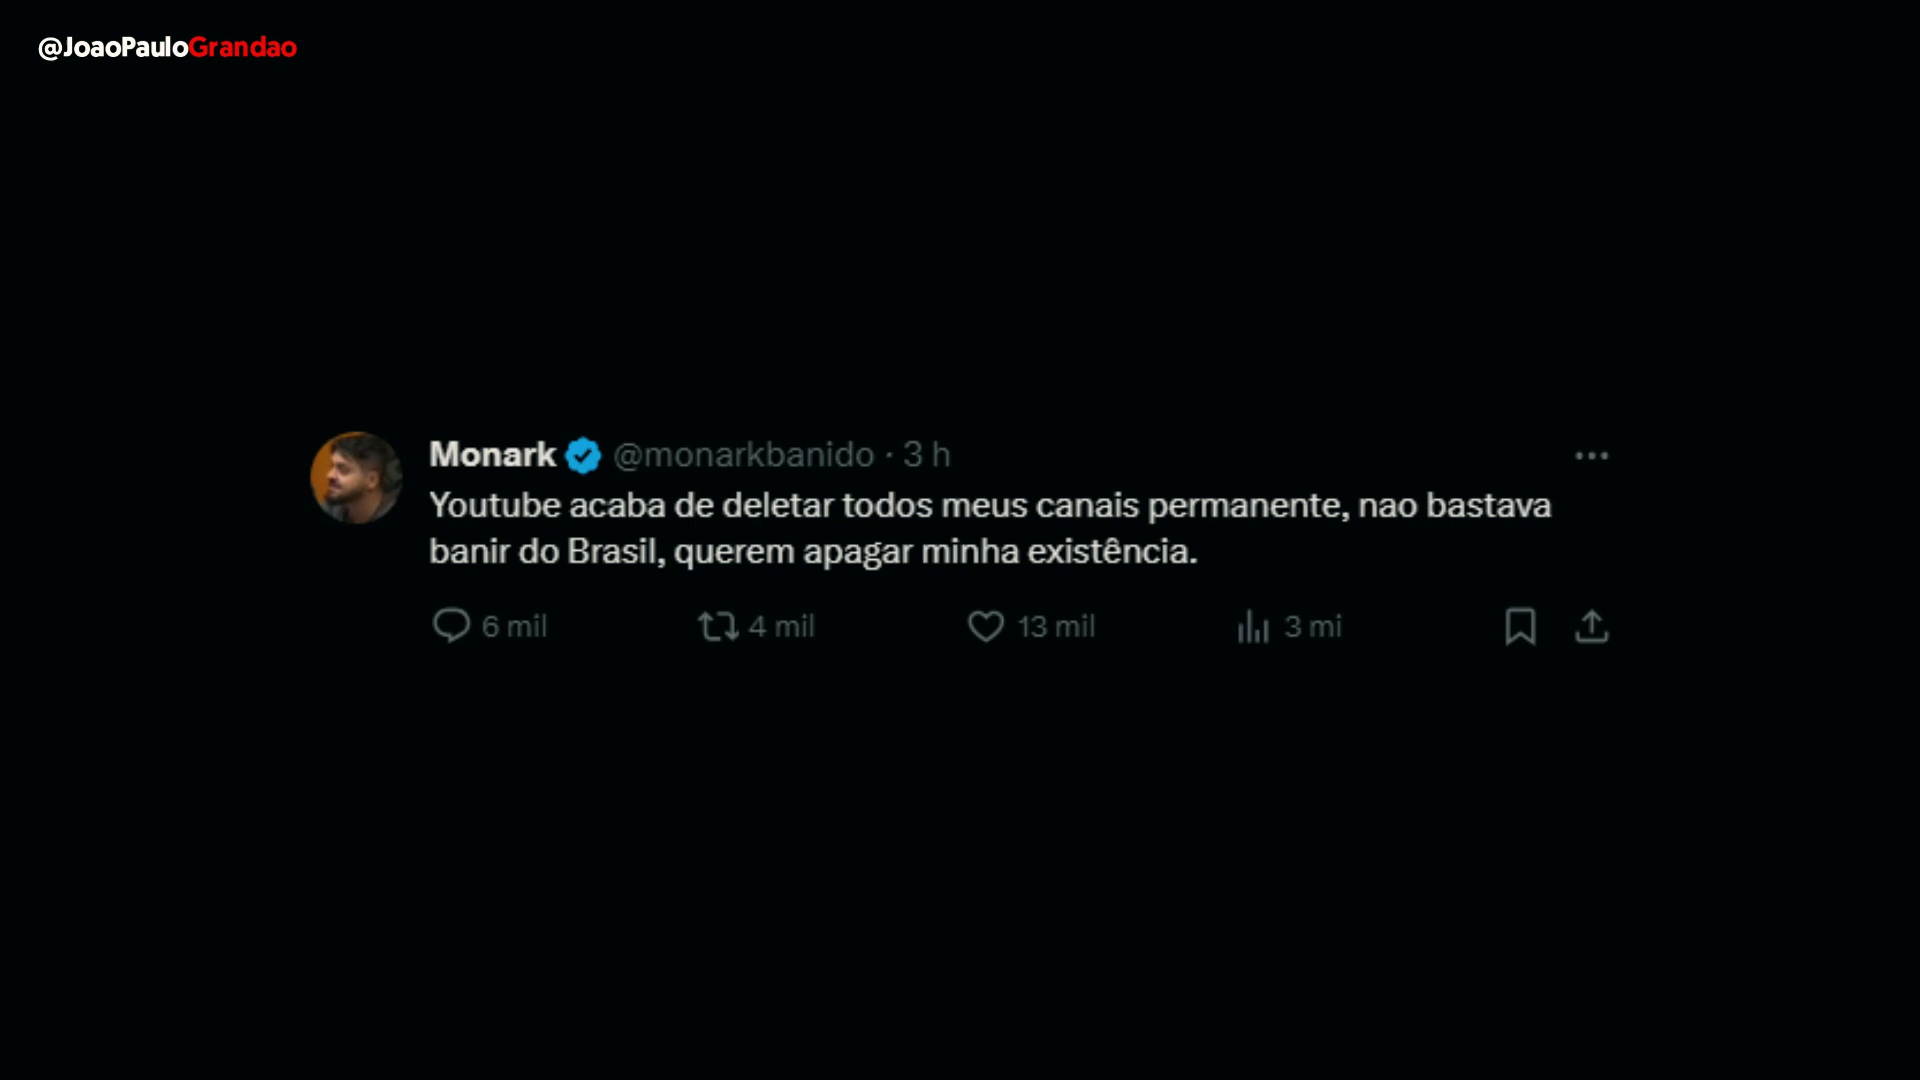 @JoaoPauloGrandao
Monark @monarkbanido · 3 h
Youtube acaba de deletar todos meus canais permanente, nao bastava
banir do Brasil, querem apagar minha existência.
6 mil 4 mil 13 mil 3 mi